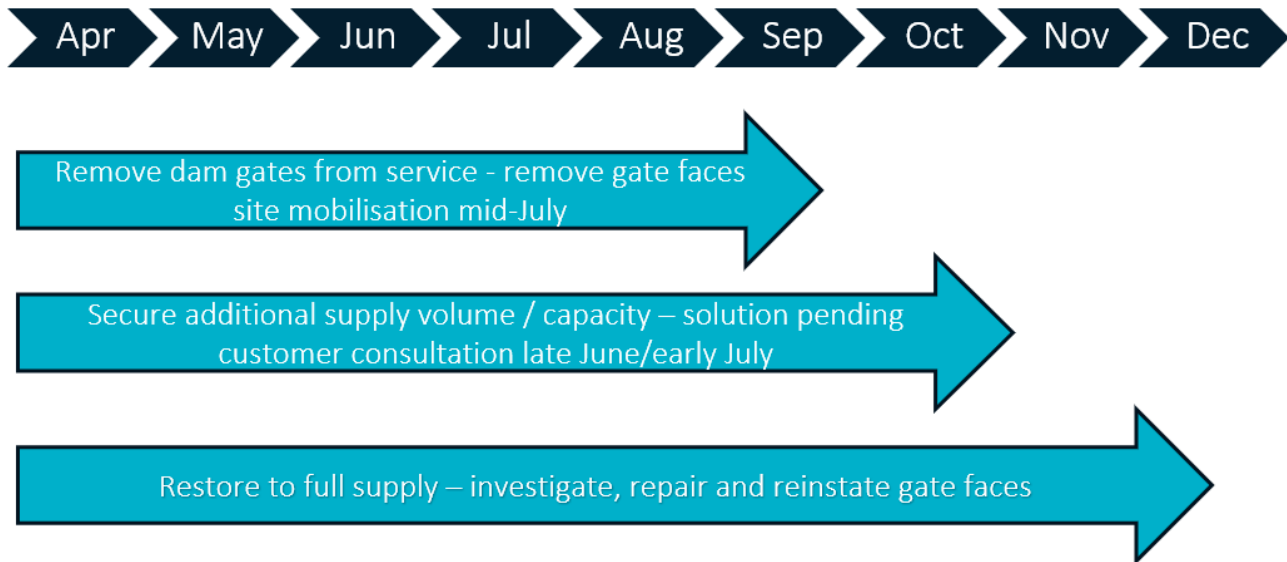 Apr May Jun Jul Aug Sep Oct Nov Dec
Remove dam gates from service - remove gate faces
site mobilisation mid-July
Secure additional supply volume / capacity – solution pending
customer consultation late June/early July
Restore to full supply – investigate, repair and reinstate gate faces